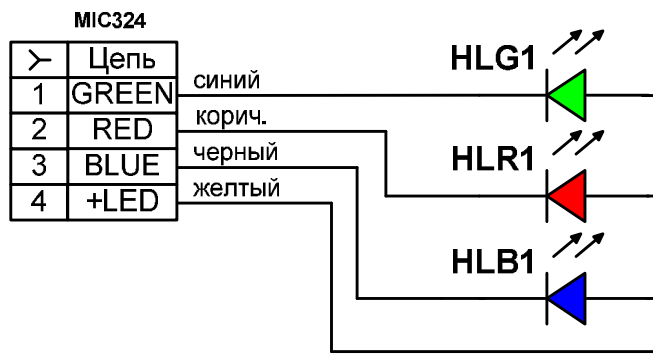 MIC324
Цепь
1 GREEN синий
2 RED корич.
3 BLUE черный
4 +LED желтый
HLG1
HLR1
HLB1